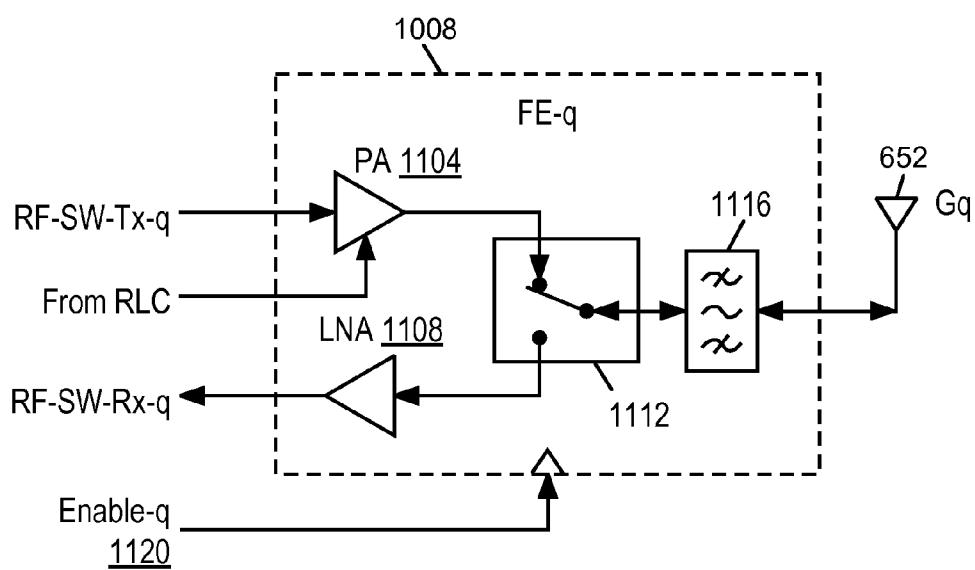 1008
FE-q
PA 1104
652
Gq
1116
RF-SW-Tx-q
From RLC
LNA 1108
RF-SW-Rx-q
1112
Enable-q
1120